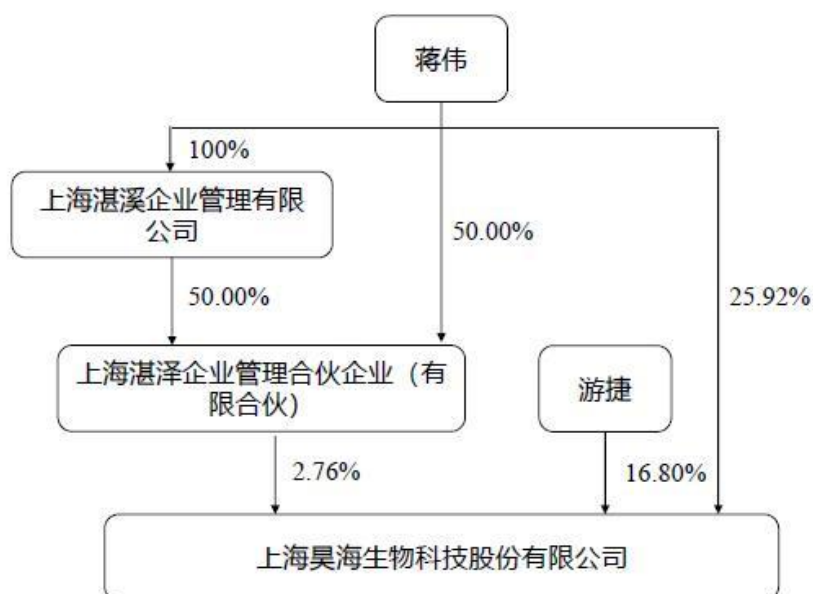 蒋伟
100%
上海湛溪企业管理有限
公司
50.00%
50.00%
25.92%
上海湛泽企业管理合伙企业（有
限合伙）
游捷
2.76%
16.80%
上海昊海生物科技股份有限公司